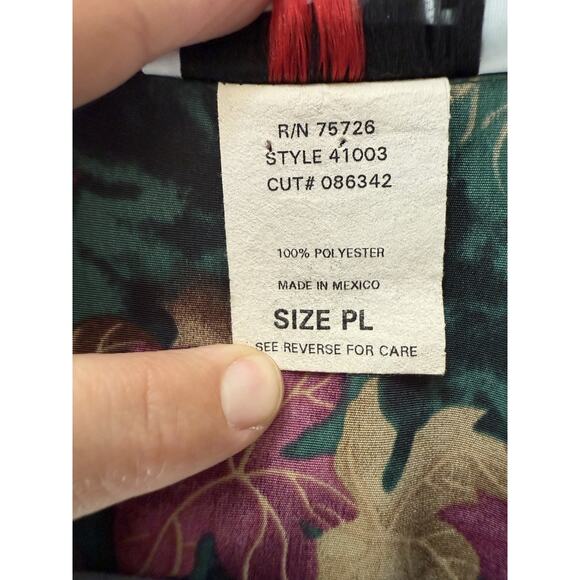 R/N 75726
STYLE 41003
CUT# 086342
100% POLYESTER
MADE IN MEXICO
SIZE PL
SEE REVERSE FOR CARE